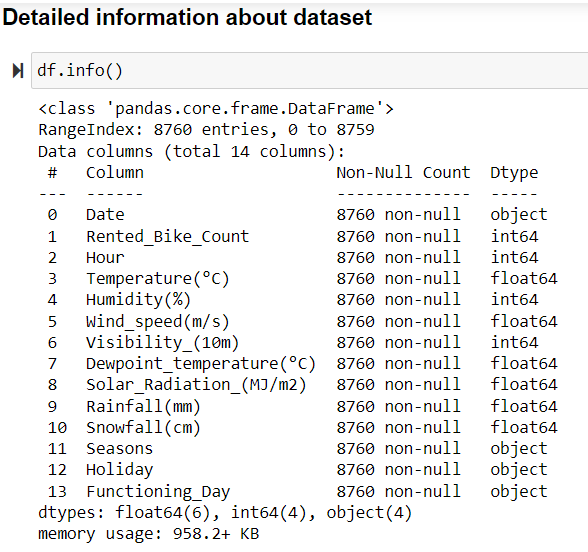 Detailed information about dataset
df.info()
<class 'pandas.core.frame.DataFrame'>
RangeIndex: 8760 entries, 0 to 8759
Data columns (total 14 columns):
 #   Column                     Non-Null Count  Dtype
---  ------                     --------------  -----
 0   Date                       8760 non-null   object
 1   Rented_Bike_Count          8760 non-null   int64
 2   Hour                       8760 non-null   int64
 3   Temperature(°C)            8760 non-null   float64
 4   Humidity(%)                8760 non-null   int64
 5   Wind_speed(m/s)            8760 non-null   float64
 6   Visibility_(10m)           8760 non-null   int64
 7   Dewpoint_temperature(°C)   8760 non-null   float64
 8   Solar_Radiation_(MJ/m2)    8760 non-null   float64
 9   Rainfall(mm)               8760 non-null   float64
 10  Snowfall(cm)               8760 non-null   float64
 11  Seasons                    8760 non-null   object
 12  Holiday                    8760 non-null   object
 13  Functioning_Day            8760 non-null   object
dtypes: float64(6), int64(4), object(4)
memory usage: 958.2+ KB